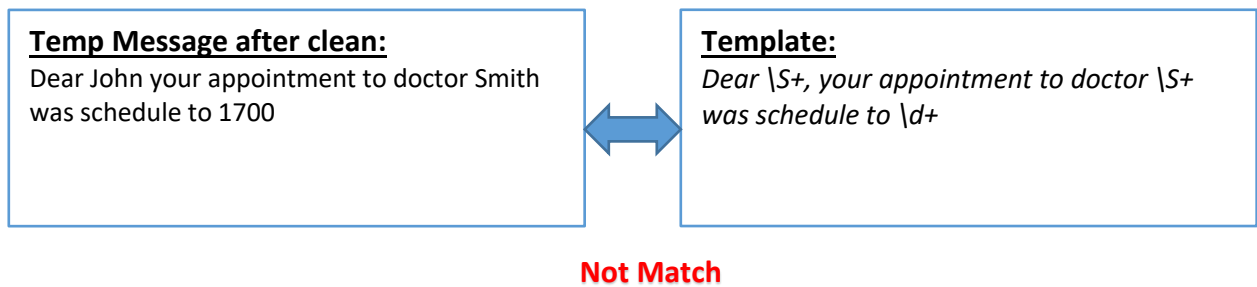 Temp Message after clean:
Dear John your appointment to doctor Smith
was schedule to 1700
Template:
Dear \S+, your appointment to doctor \S+
was schedule to \d+
Not Match